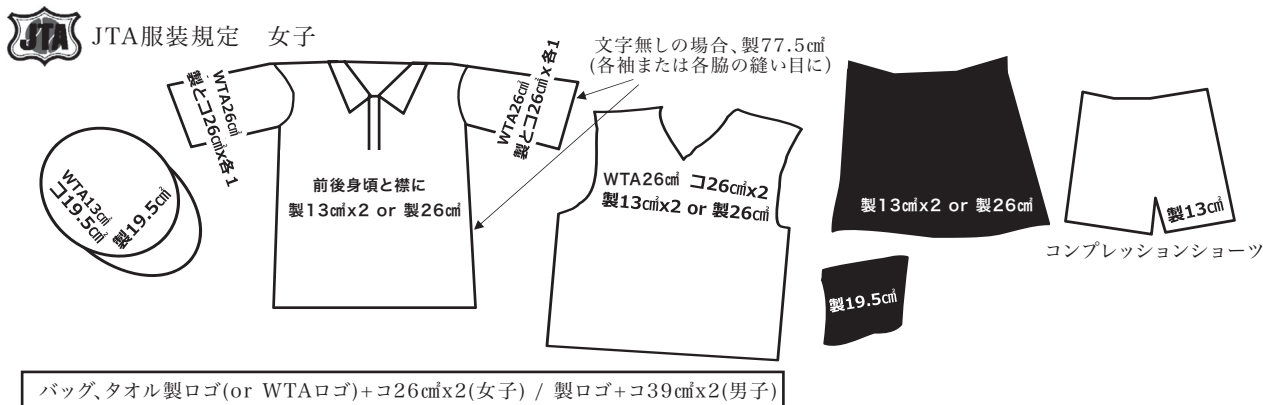 JTA
JTA服装規定　女子
文字無しの場合、製77.5㎠
(各袖または各脇の縫い目に)
WTA26㎠
製とコ26㎠x各1
WTA26㎠
製とコ26㎠x各1
WTA13㎠
コ19.5㎠
製19.5㎠
前後身頃と襟に
製13㎠x2 or 製26㎠
WTA26㎠ コ26㎠x2
製13㎠x2 or 製26㎠
製13㎠x2 or 製26㎠
製13㎠
コンプレッションショーツ
製19.5㎠
バッグ、タオル製ロゴ(or WTAロゴ)+コ26㎠x2(女子) / 製ロゴ+コ39㎠x2(男子)